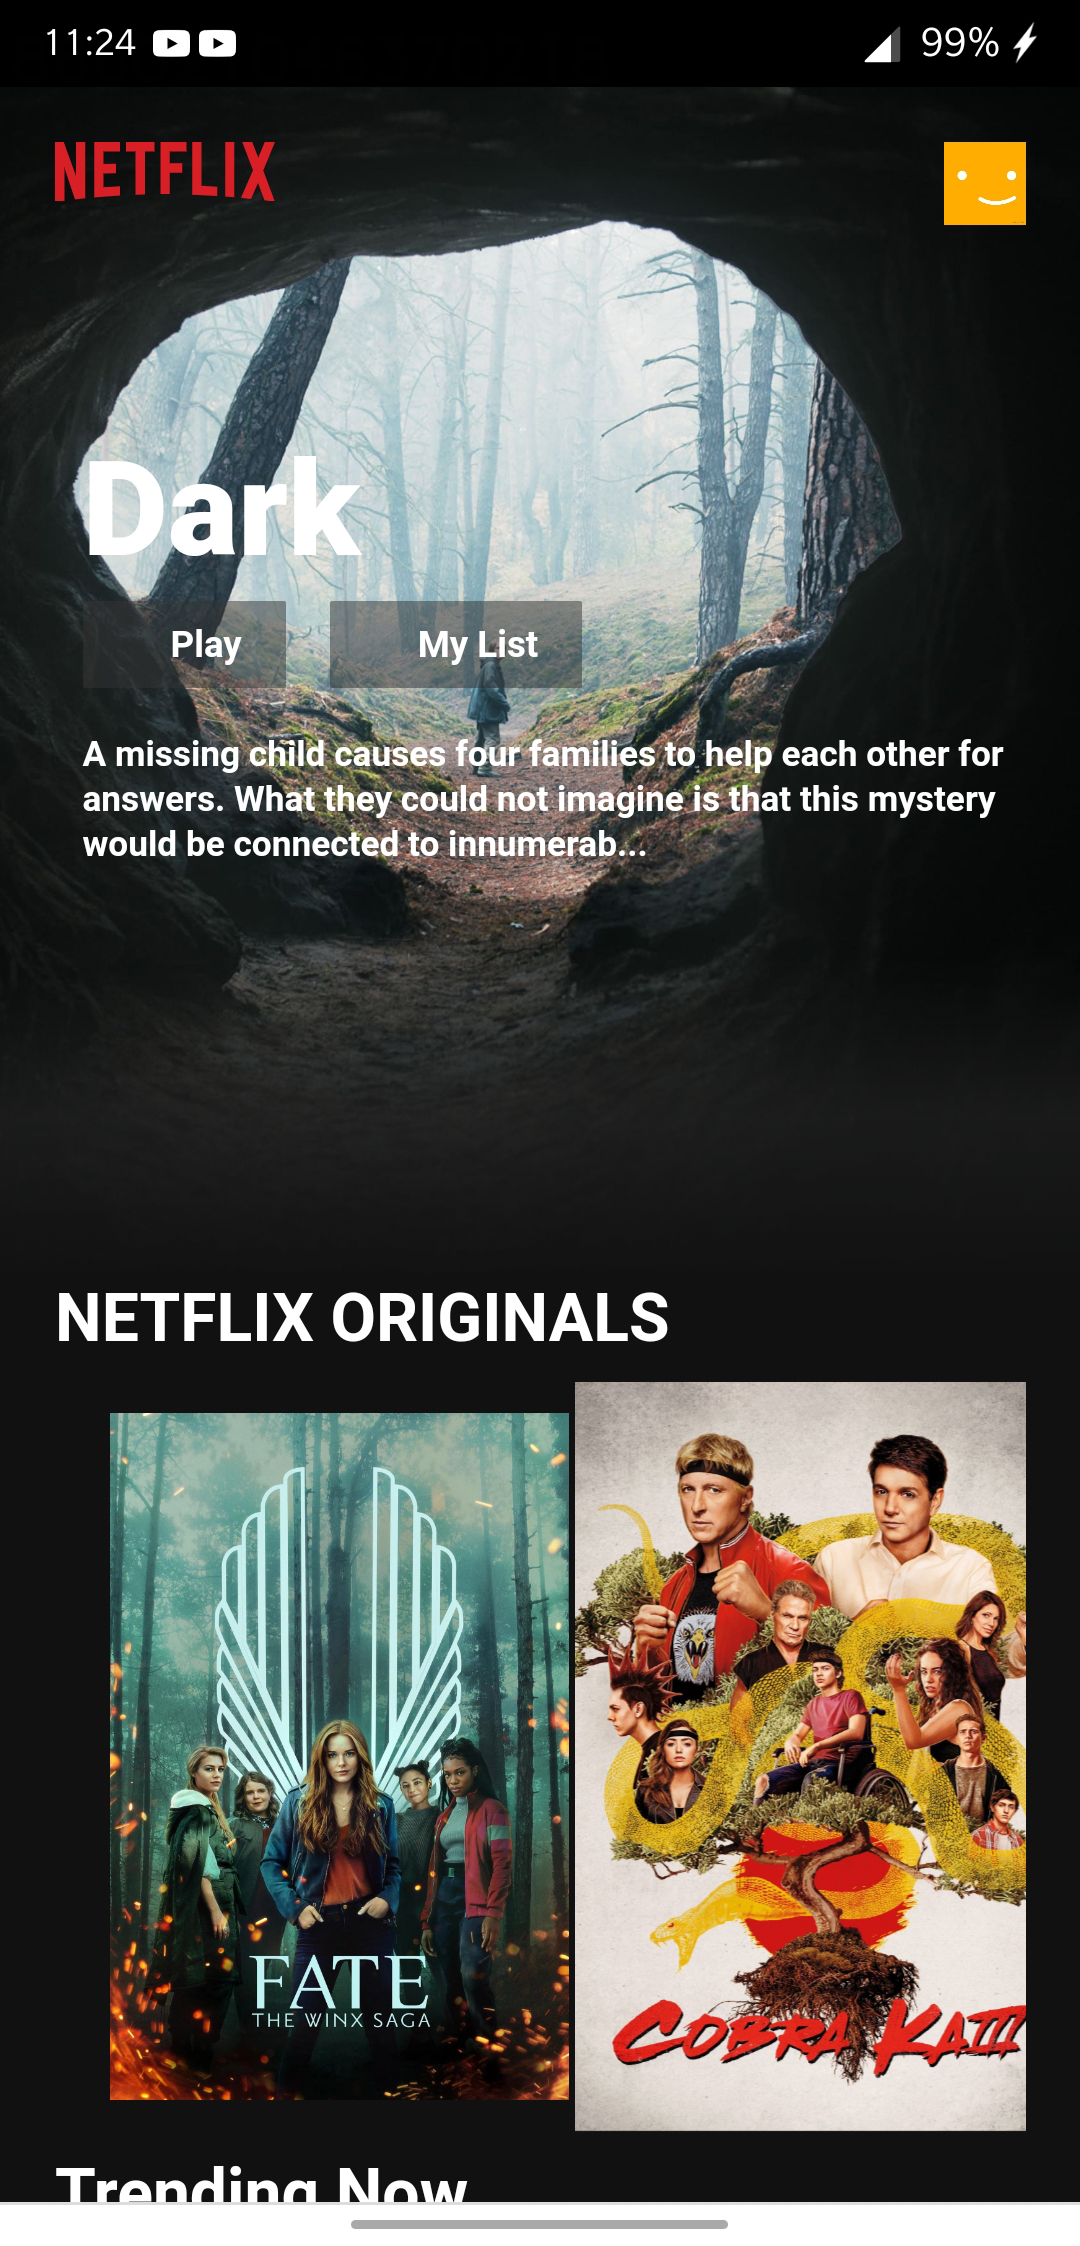 11:24
99%
NETFLIX
Dark
Play
My List
A missing child causes four families to help each other for
answers. What they could not imagine is that this mystery
would be connected to innumerab...
NETFLIX ORIGINALS
FATE
THE WINX SAGA
COBRA KAIII
Trending Now